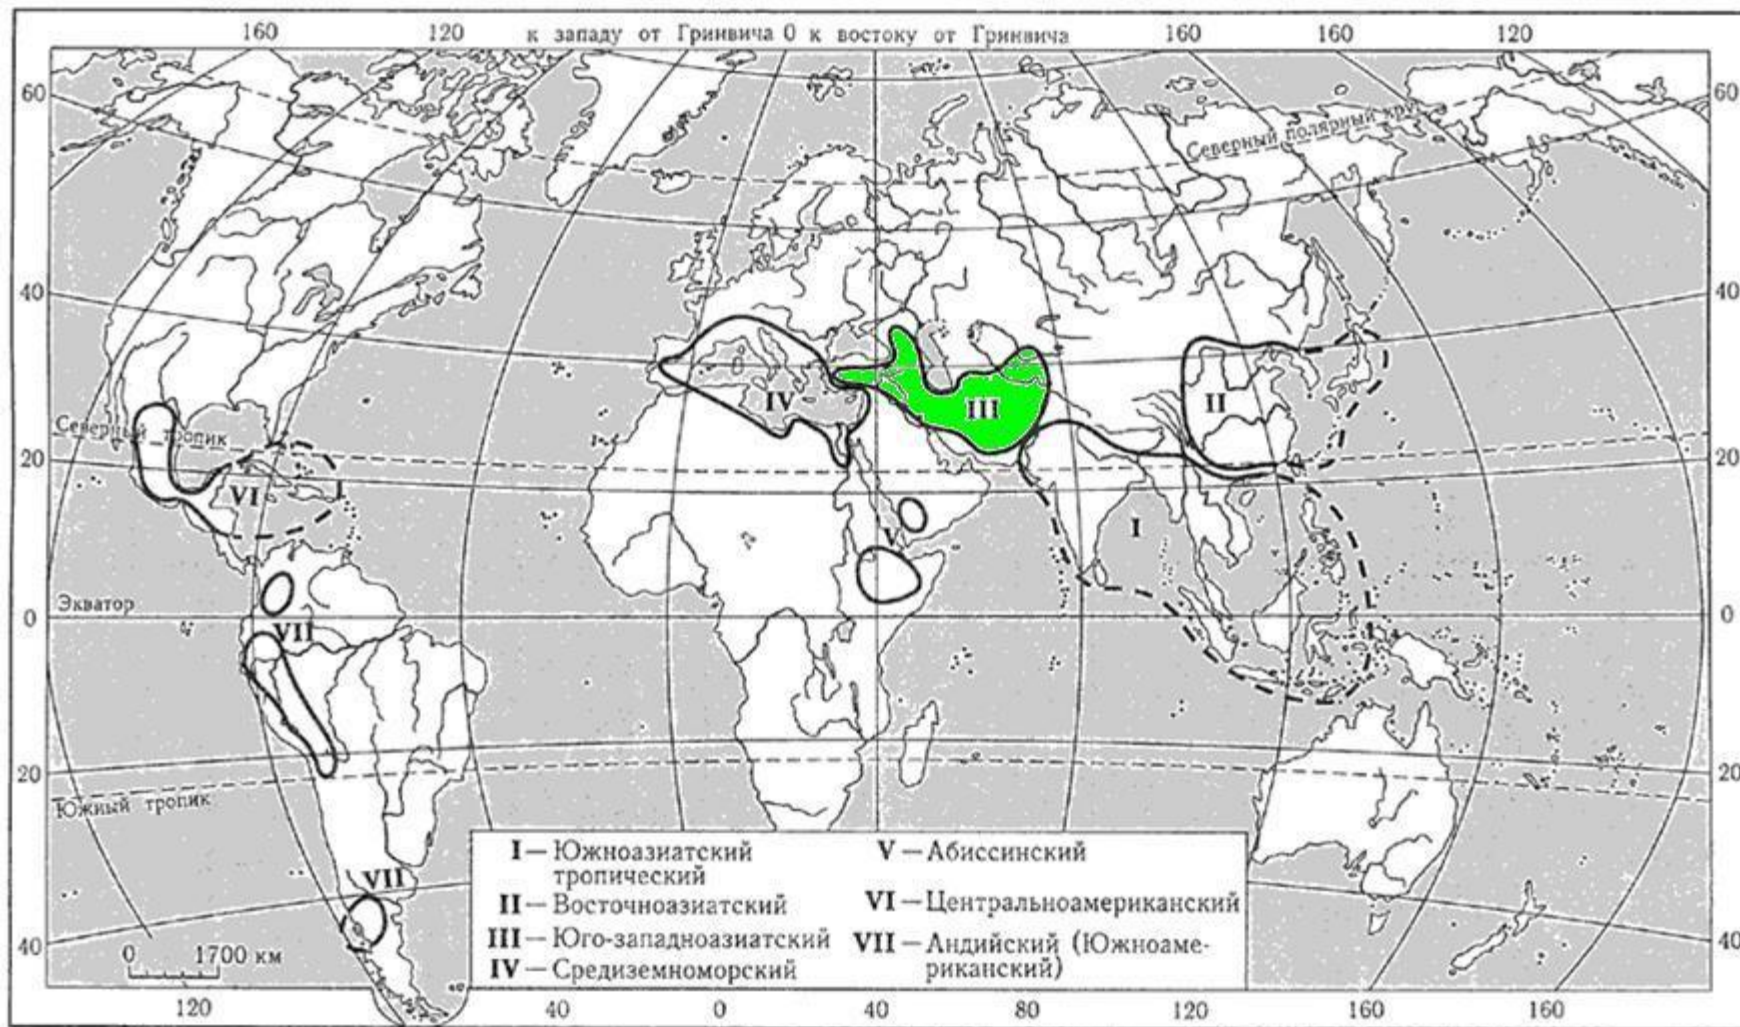 160 120 к западу от Гринвича 0 к востоку от Гринвича 160 160 120
60 60
Северный полярный круг
40 40
IV III II
Северный тропик
20 20
VI I
V
Экватор
0 0
VII
20 20
Южный тропик
VII
I — Южноазиатский
тропический
II — Восточноазиатский
III — Юго-западноазиатский
IV — Средиземноморский
V — Абиссинский
VI — Центральноамериканский
VII — Андийский (Южноаме-
риканский)
40 40
0 1700 км
120 40 0 40 80 120 160 160